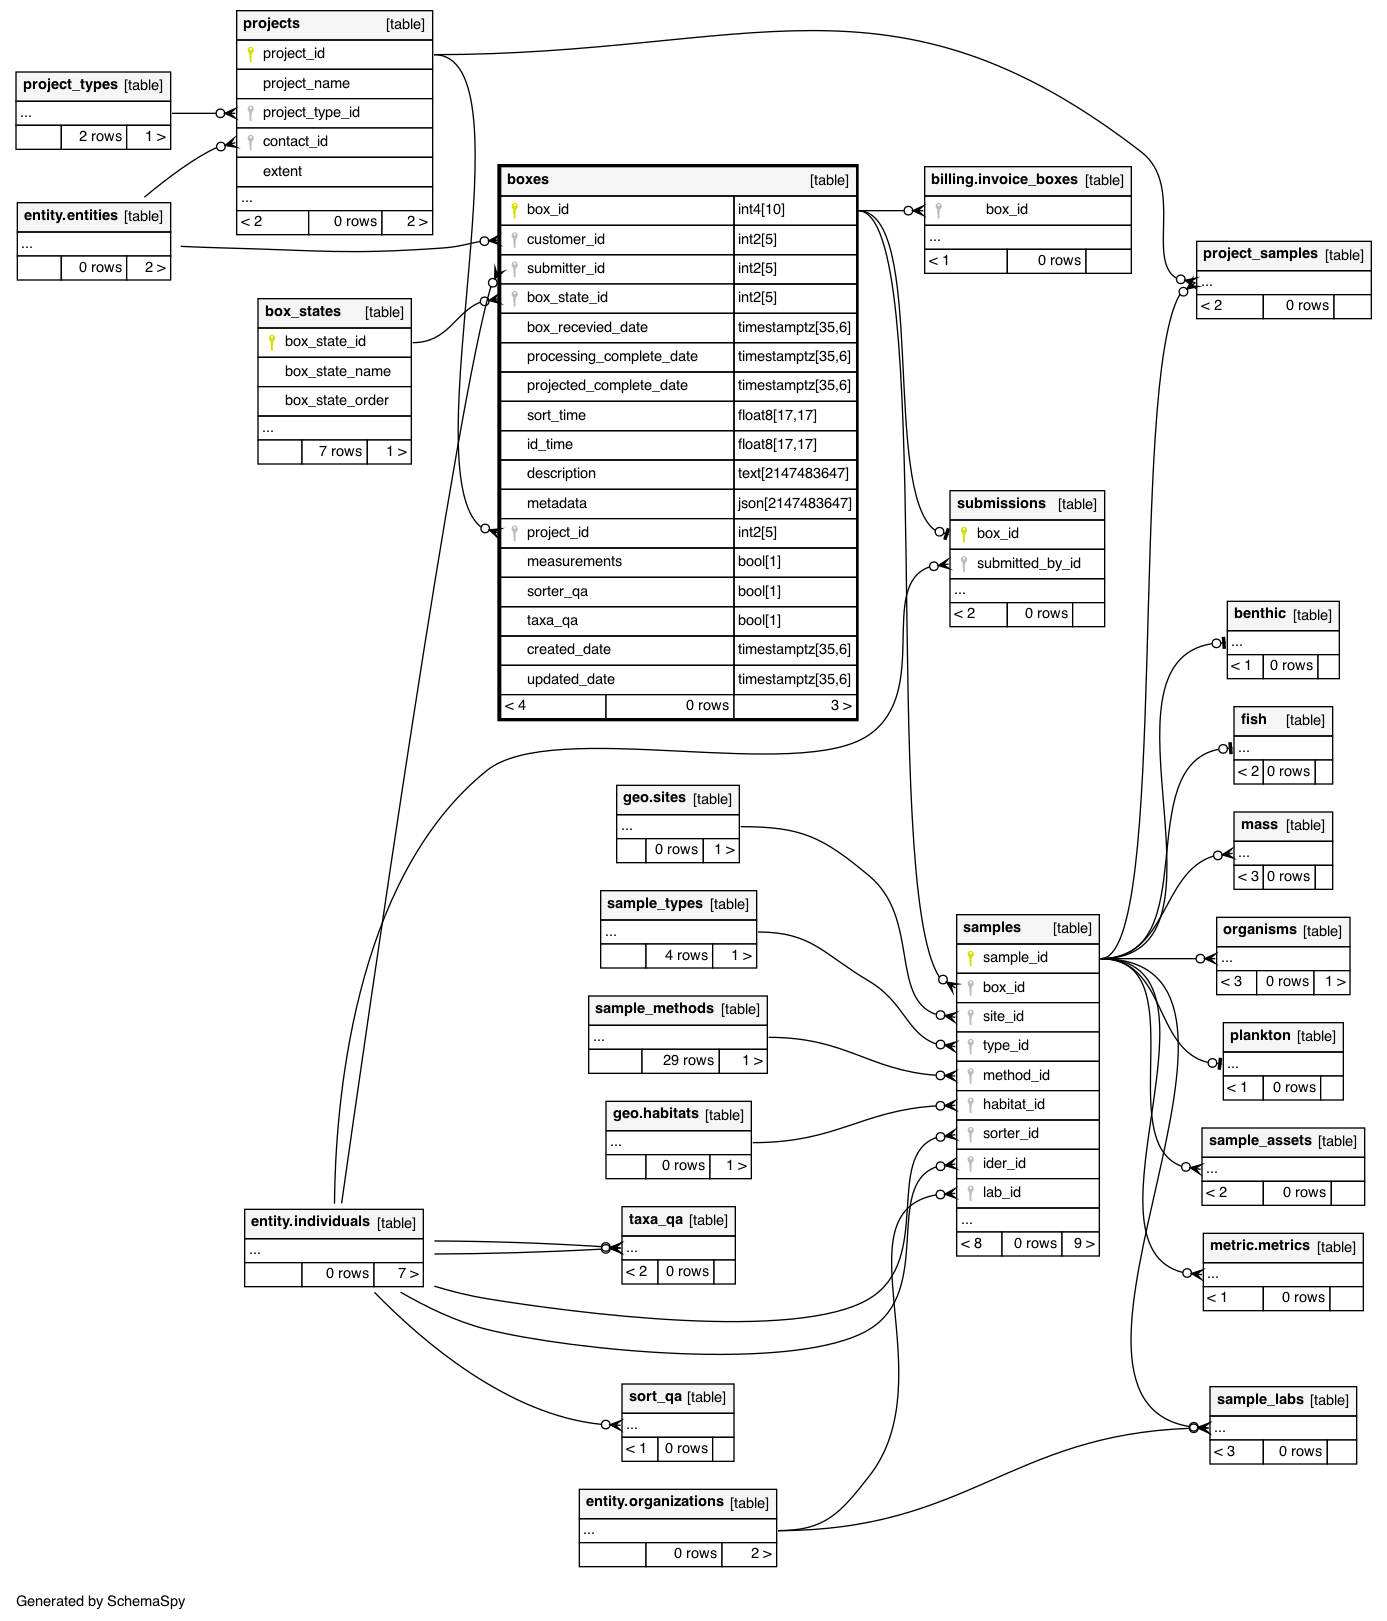 projects [table]
project_id
project_name
project_type_id
contact_id
extent
...
< 2 0 rows 2 >
project_types [table]
...
2 rows 1 >
entity.entities [table]
...
0 rows 2 >
box_states [table]
box_state_id
box_state_name
box_state_order
...
7 rows 1 >
boxes [table]
box_id int4[10]
customer_id int2[5]
submitter_id int2[5]
box_state_id int2[5]
box_recevied_date timestamptz[35,6]
processing_complete_date timestamptz[35,6]
projected_complete_date timestamptz[35,6]
sort_time float8[17,17]
id_time float8[17,17]
description text[2147483647]
metadata json[2147483647]
project_id int2[5]
measurements bool[1]
sorter_qa bool[1]
taxa_qa bool[1]
created_date timestamptz[35,6]
updated_date timestamptz[35,6]
< 4 0 rows 3 >
billing.invoice_boxes [table]
box_id
...
< 1 0 rows
project_samples [table]
...
< 2 0 rows
submissions [table]
box_id
submitted_by_id
...
< 2 0 rows
benthic [table]
...
< 1 0 rows
fish [table]
...
< 2 0 rows
mass [table]
...
< 3 0 rows
organisms [table]
...
< 3 0 rows 1 >
plankton [table]
...
< 1 0 rows
sample_assets [table]
...
< 2 0 rows
metric.metrics [table]
...
< 1 0 rows
sample_labs [table]
...
< 3 0 rows
geo.sites [table]
...
0 rows 1 >
sample_types [table]
...
4 rows 1 >
sample_methods [table]
...
29 rows 1 >
geo.habitats [table]
...
0 rows 1 >
samples [table]
sample_id
box_id
site_id
type_id
method_id
habitat_id
sorter_id
ider_id
lab_id
...
< 8 0 rows 9 >
entity.individuals [table]
...
0 rows 7 >
taxa_qa [table]
...
< 2 0 rows
sort_qa [table]
...
< 1 0 rows
entity.organizations [table]
...
0 rows 2 >
Generated by SchemaSpy